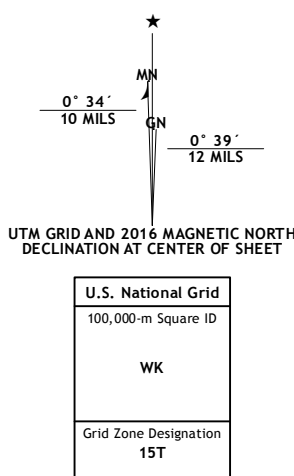 ★
MN
0° 34´
10 MILS
GN
0° 39´
12 MILS
UTM GRID AND 2016 MAGNETIC NORTH
DECLINATION AT CENTER OF SHEET
U.S. National Grid
100,000-m Square ID
WK
Grid Zone Designation
15T